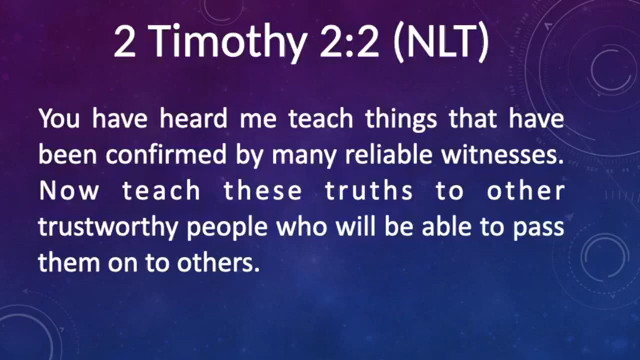 2 Timothy 2:2 (NLT)
You have heard me teach things that have
been confirmed by many reliable witnesses.
Now teach these truths to other
trustworthy people who will be able to pass
them on to others.